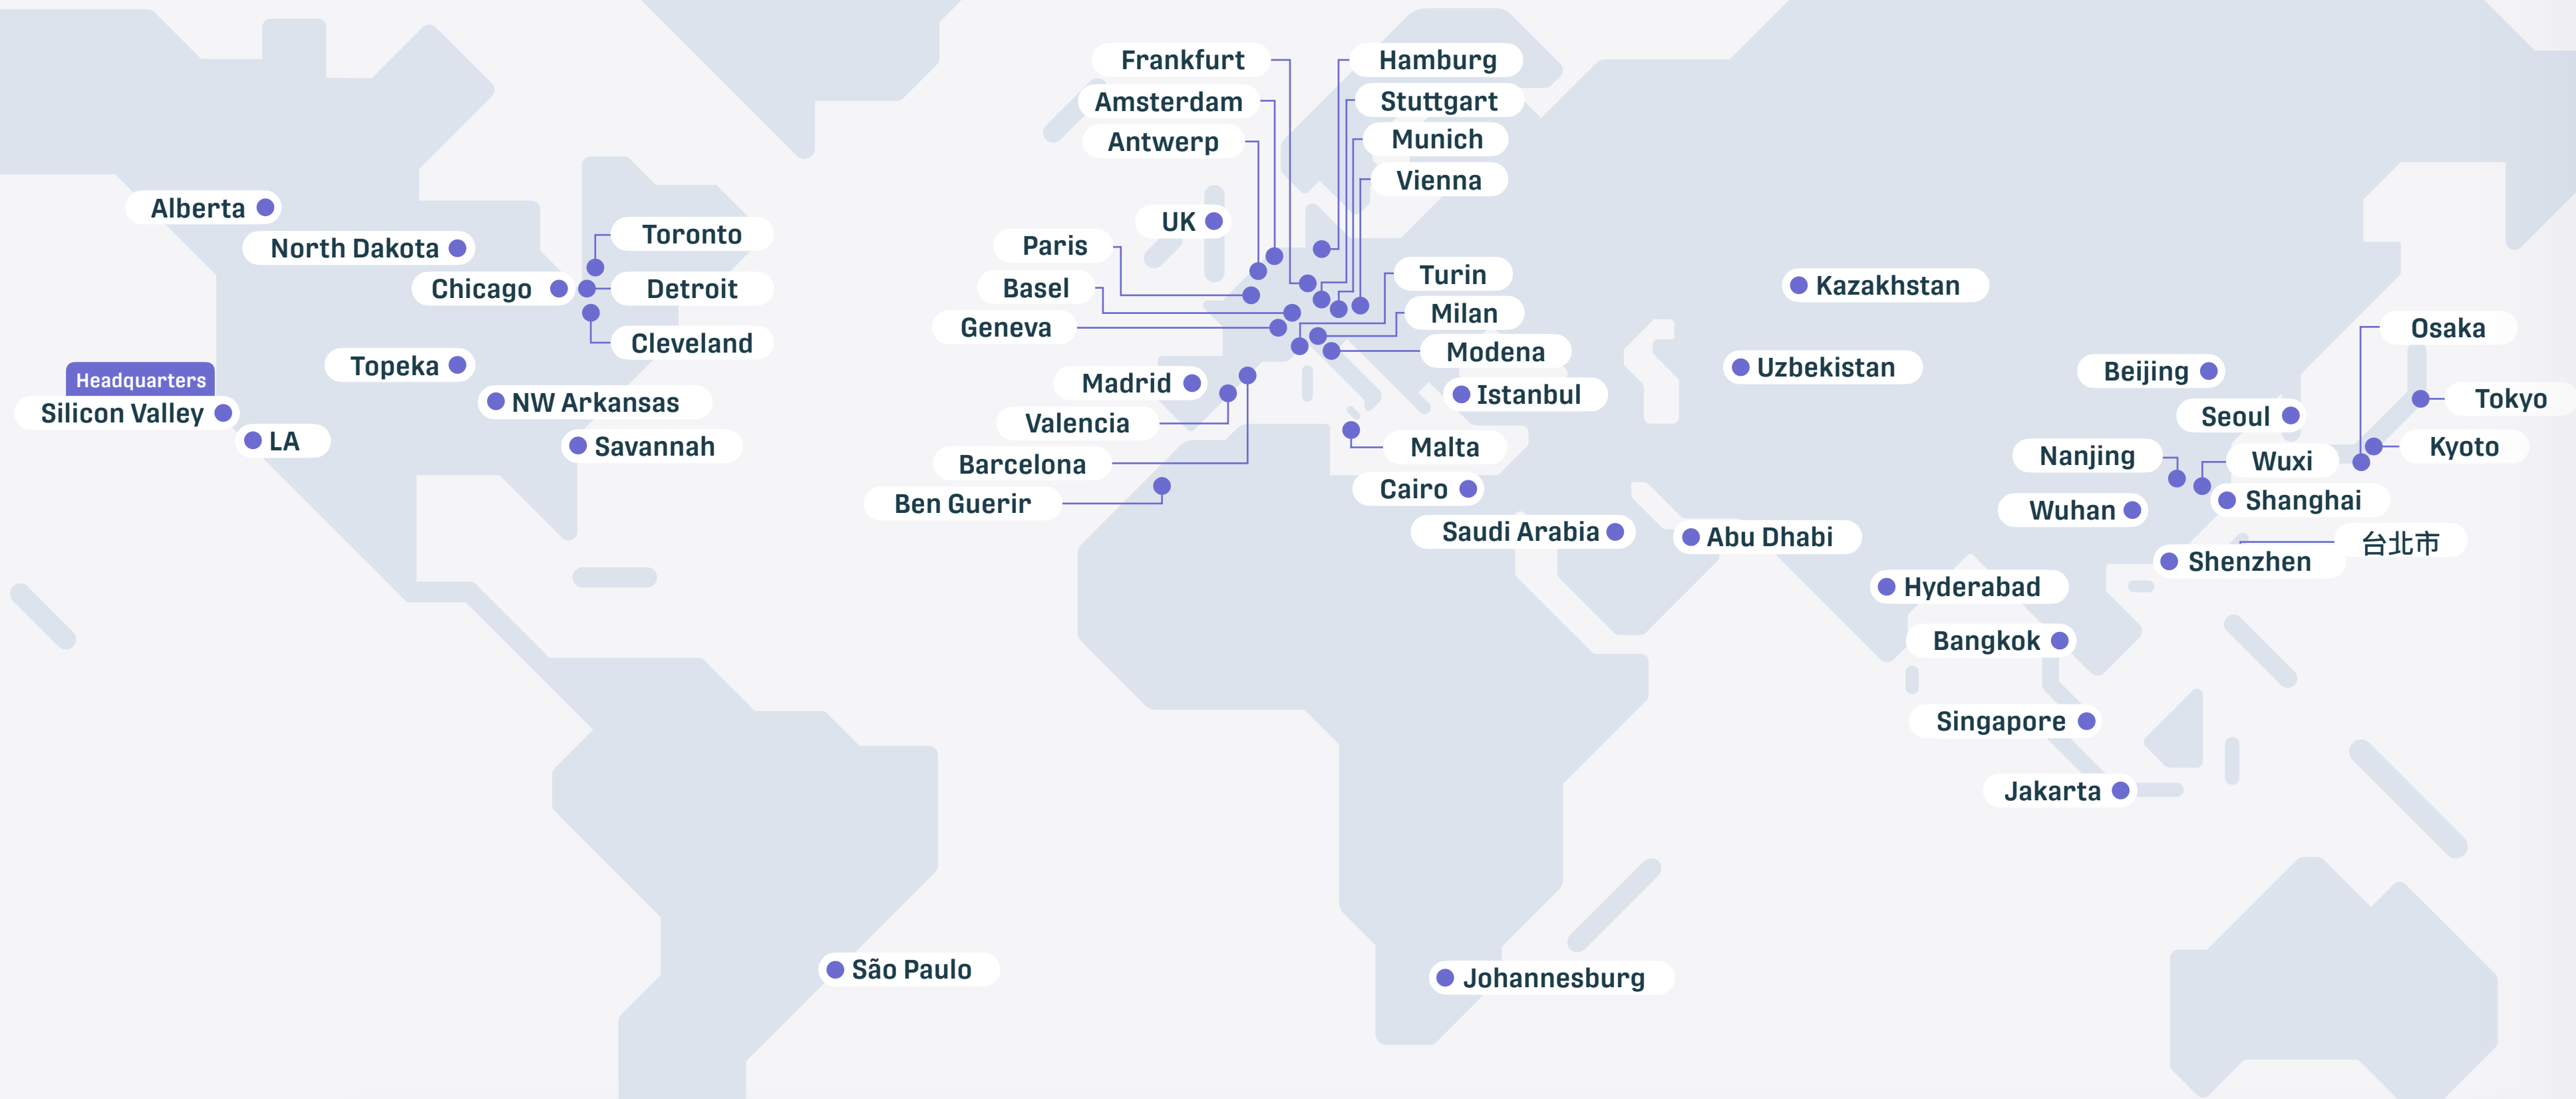 Frankfurt
Hamburg
Amsterdam
Stuttgart
Antwerp
Munich
Vienna
Alberta
UK
Toronto
Paris
North Dakota
Turin
Basel
Kazakhstan
Chicago
Detroit
Milan
Geneva
Osaka
Cleveland
Modena
Topeka
Uzbekistan
Beijing
Headquarters
Madrid
Istanbul
Tokyo
NW Arkansas
Silicon Valley
Seoul
Valencia
LA
Savannah
Malta
Kyoto
Nanjing
Wuxi
Barcelona
Cairo
Shanghai
Ben Guerir
Wuhan
Saudi Arabia
Abu Dhabi
台北市
Shenzhen
Hyderabad
Bangkok
Singapore
Jakarta
São Paulo
Johannesburg